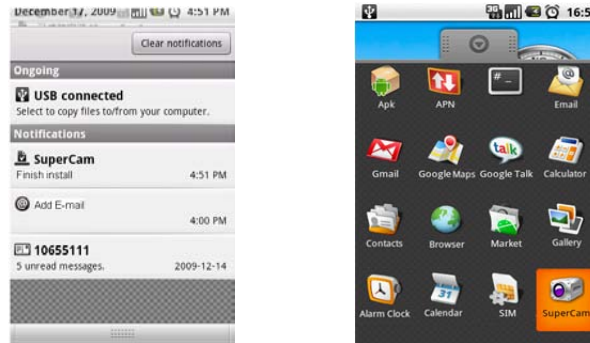 December 17, 2009 4:51 PM
Clear notifications
Ongoing
USB connected
Select to copy files to/from your computer.
Notifications
SuperCam
Finish install 4:51 PM
Add E-mail
4:00 PM
10655111
5 unread messages. 2009-12-14
3G 16:5
# _
Apk APN Email
talk
Gmail Google Maps Google Talk Calculator
Contacts Browser Market Gallery
31
Alarm Clock Calendar SIM SuperCam